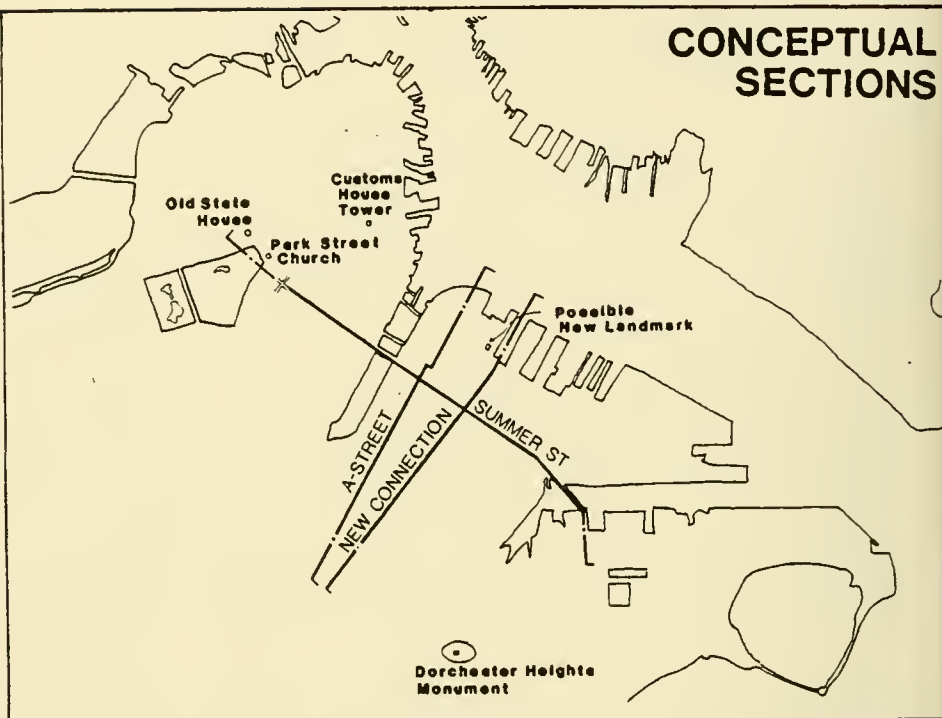 CONCEPTUAL
SECTIONS
Customs
House
Tower
Old State
House
Park Street
Church
Possible
New Landmark
A-STREET
NEW CONNECTION
SUMMER ST
Dorchester Heights
Monument